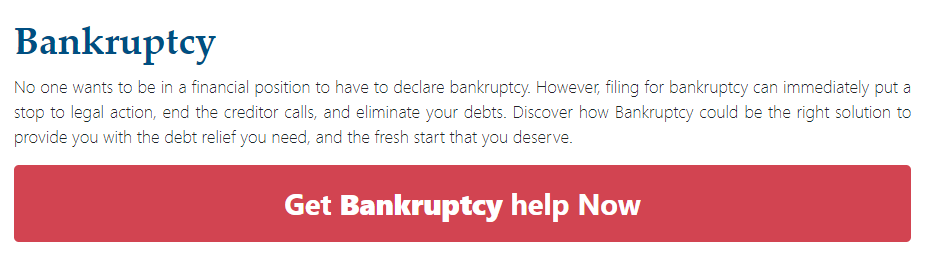 Bankruptcy
No one wants to be in a financial position to have to declare bankruptcy. However, filing for bankruptcy can immediately put a
stop to legal action, end the creditor calls, and eliminate your debts. Discover how Bankruptcy could be the right solution to
provide you with the debt relief you need, and the fresh start that you deserve.
Get Bankruptcy help Now